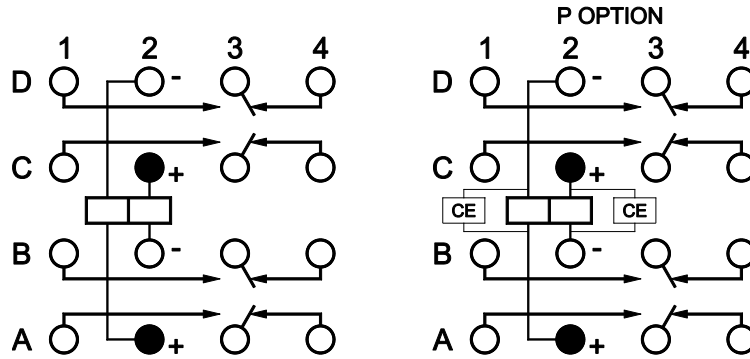 P OPTION
1 2 3 4 1 2 3 4
D - D -
C + C +
CE CE
B - B -
A + A +